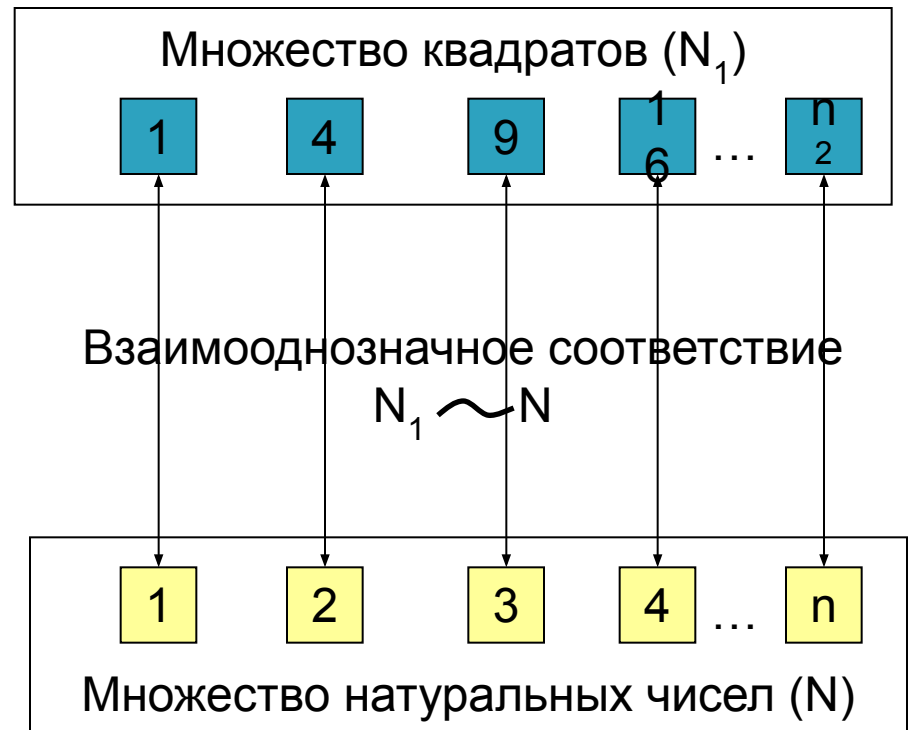 Множество квадратов (N₁)
1 4 9 16 … n²
Взаимооднозначное соответствие
N₁ ~ N
1 2 3 4 … n
Множество натуральных чисел (N)